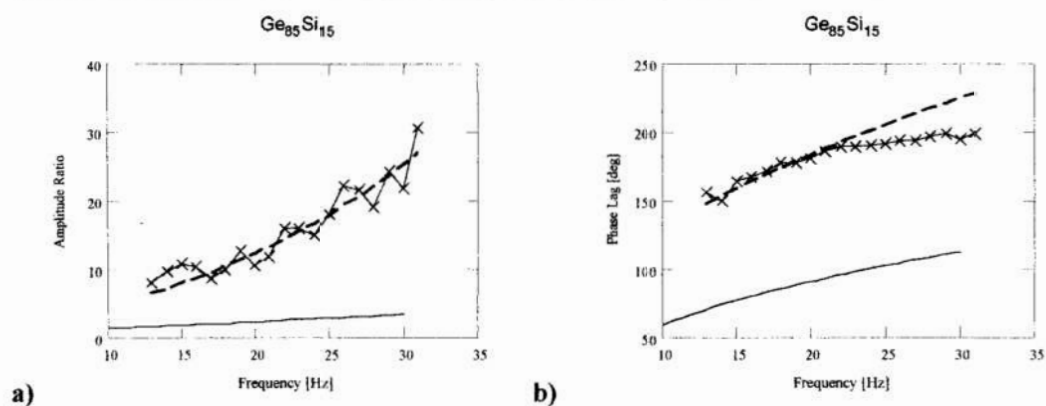 Ge₈₅Si₁₅
Amplitude Ratio
40
30
20
10
0
10 15 20 25 30 35
Frequency [Hz]
a)
Ge₈₅Si₁₅
Phase Lag [deg]
250
200
150
100
50
10 15 20 25 30 35
Frequency [Hz]
b)